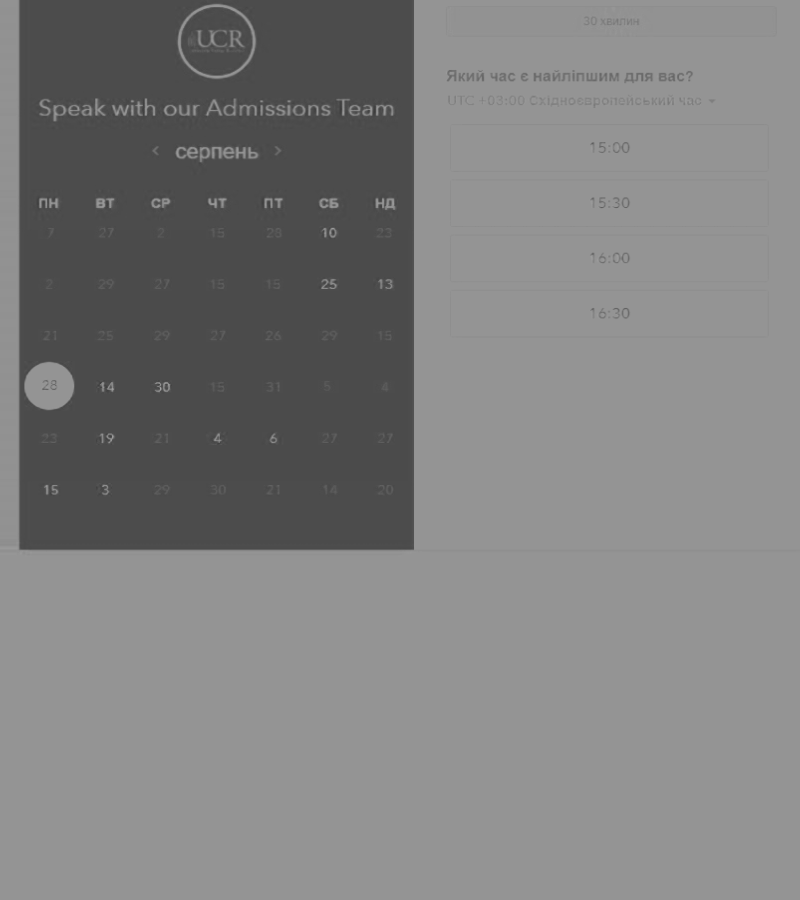 UCR
Speak with our Admissions Team
< серпень >
ПН ВТ СР ЧТ ПТ СБ НД
7 27 2 15 28 10 23
2 29 27 15 15 25 13
21 25 29 27 26 29 15
28 14 30 15 31 5 4
22 19 21 4 6 27 27
15 3 29 30 21 14 20
30 хвилин
Який час є найліпшим для вас?
UTC +03:00 Східноєвропейський час
15:00
15:30
16:00
16:30